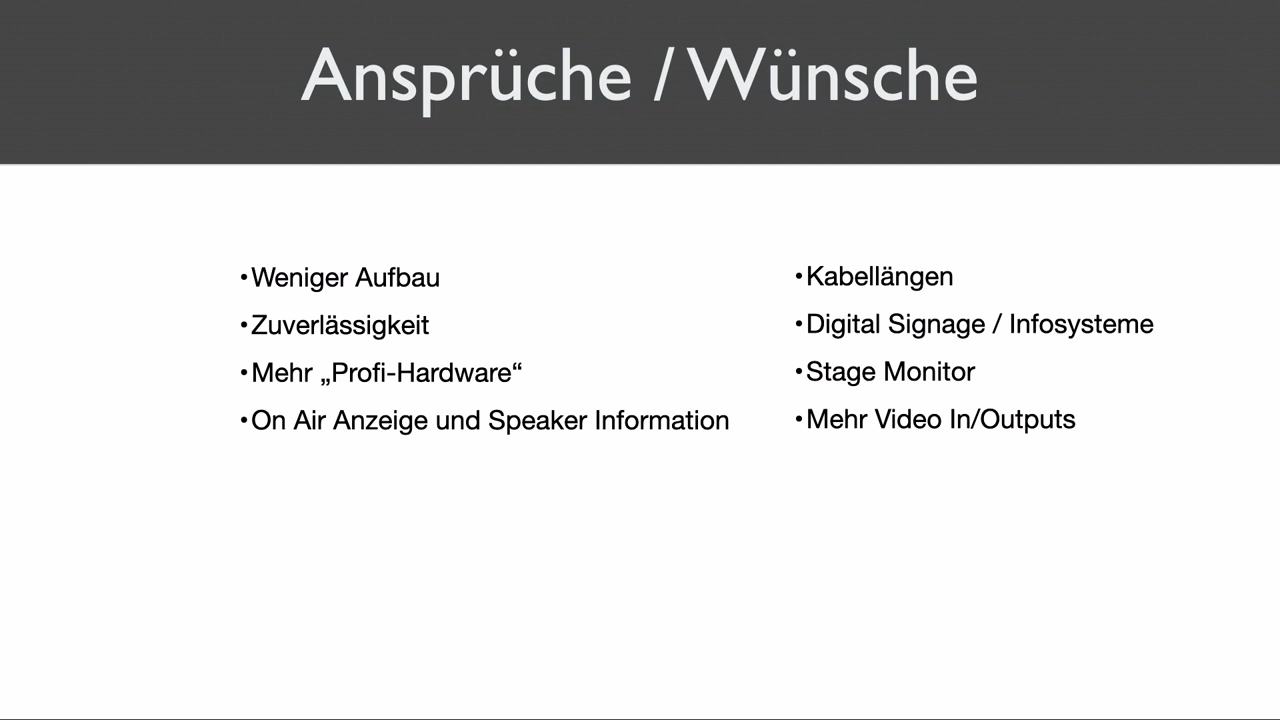 Ansprüche / Wünsche
•Weniger Aufbau
•Zuverlässigkeit
•Mehr „Profi-Hardware“
•On Air Anzeige und Speaker Information
•Kabellängen
•Digital Signage / Infosysteme
•Stage Monitor
•Mehr Video In/Outputs